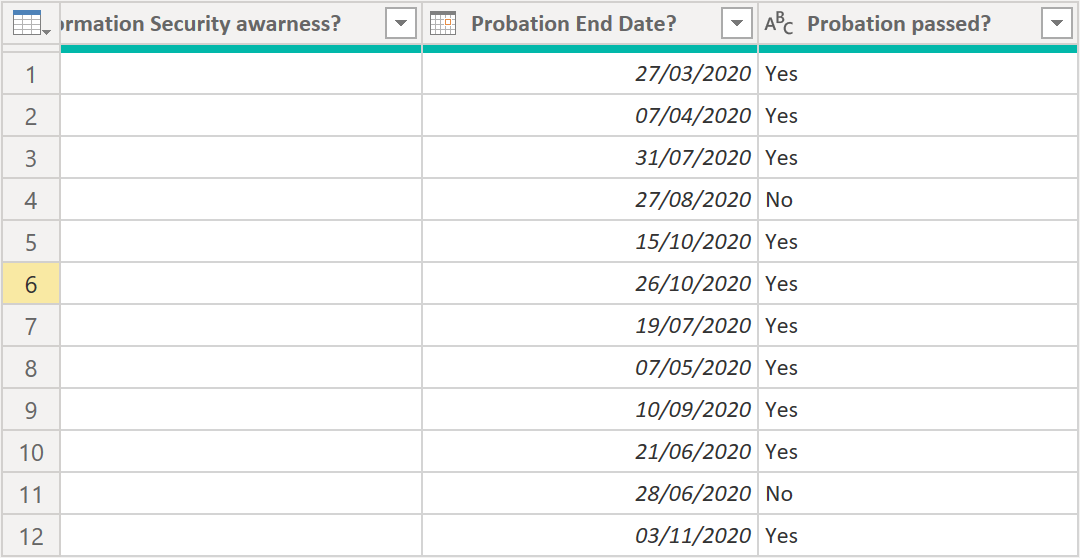 ormation Security awarness? Probation End Date? ABC Probation passed?
1 27/03/2020 Yes
2 07/04/2020 Yes
3 31/07/2020 Yes
4 27/08/2020 No
5 15/10/2020 Yes
6 26/10/2020 Yes
7 19/07/2020 Yes
8 07/05/2020 Yes
9 10/09/2020 Yes
10 21/06/2020 Yes
11 28/06/2020 No
12 03/11/2020 Yes